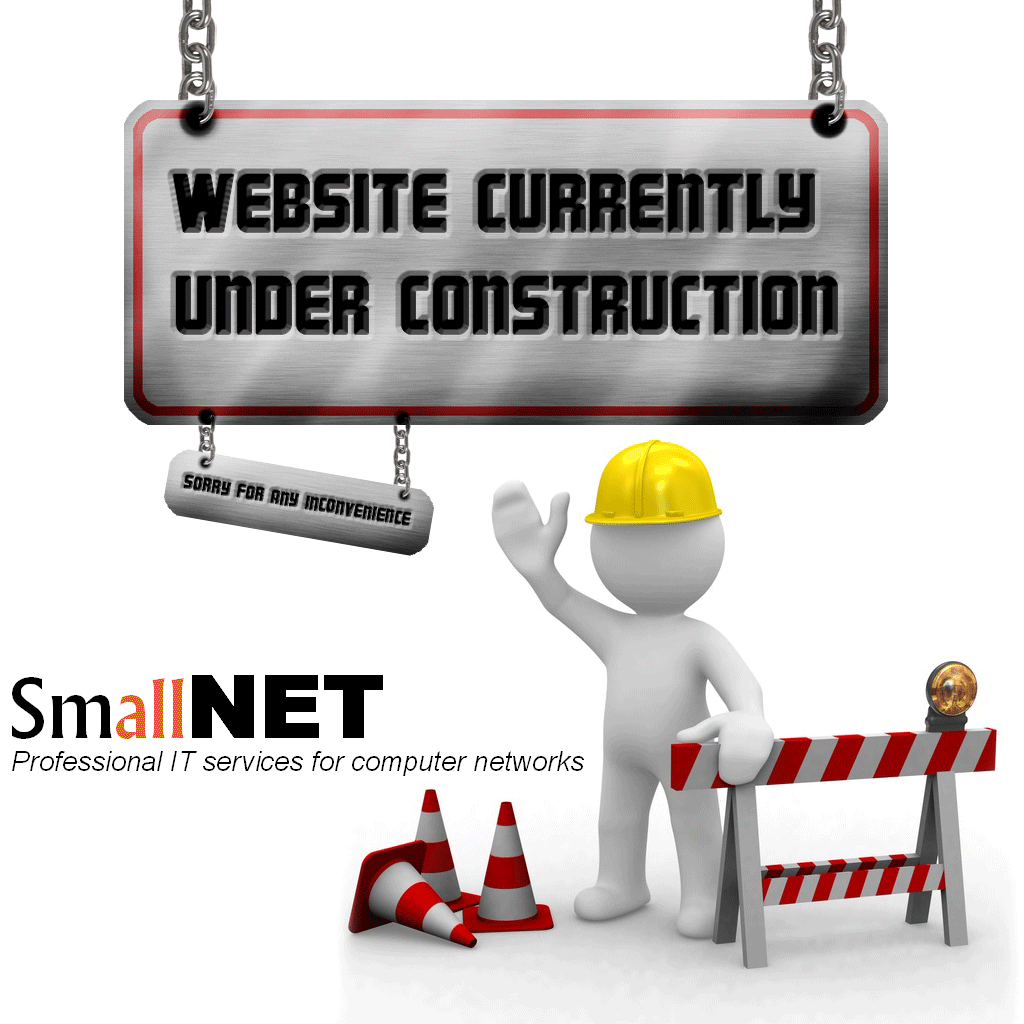 WEBSITE CURRENTLY
UNDER CONSTRUCTION
SORRY FOR ANY INCONVENIENCE
SmallNET
Professional IT services for computer networks